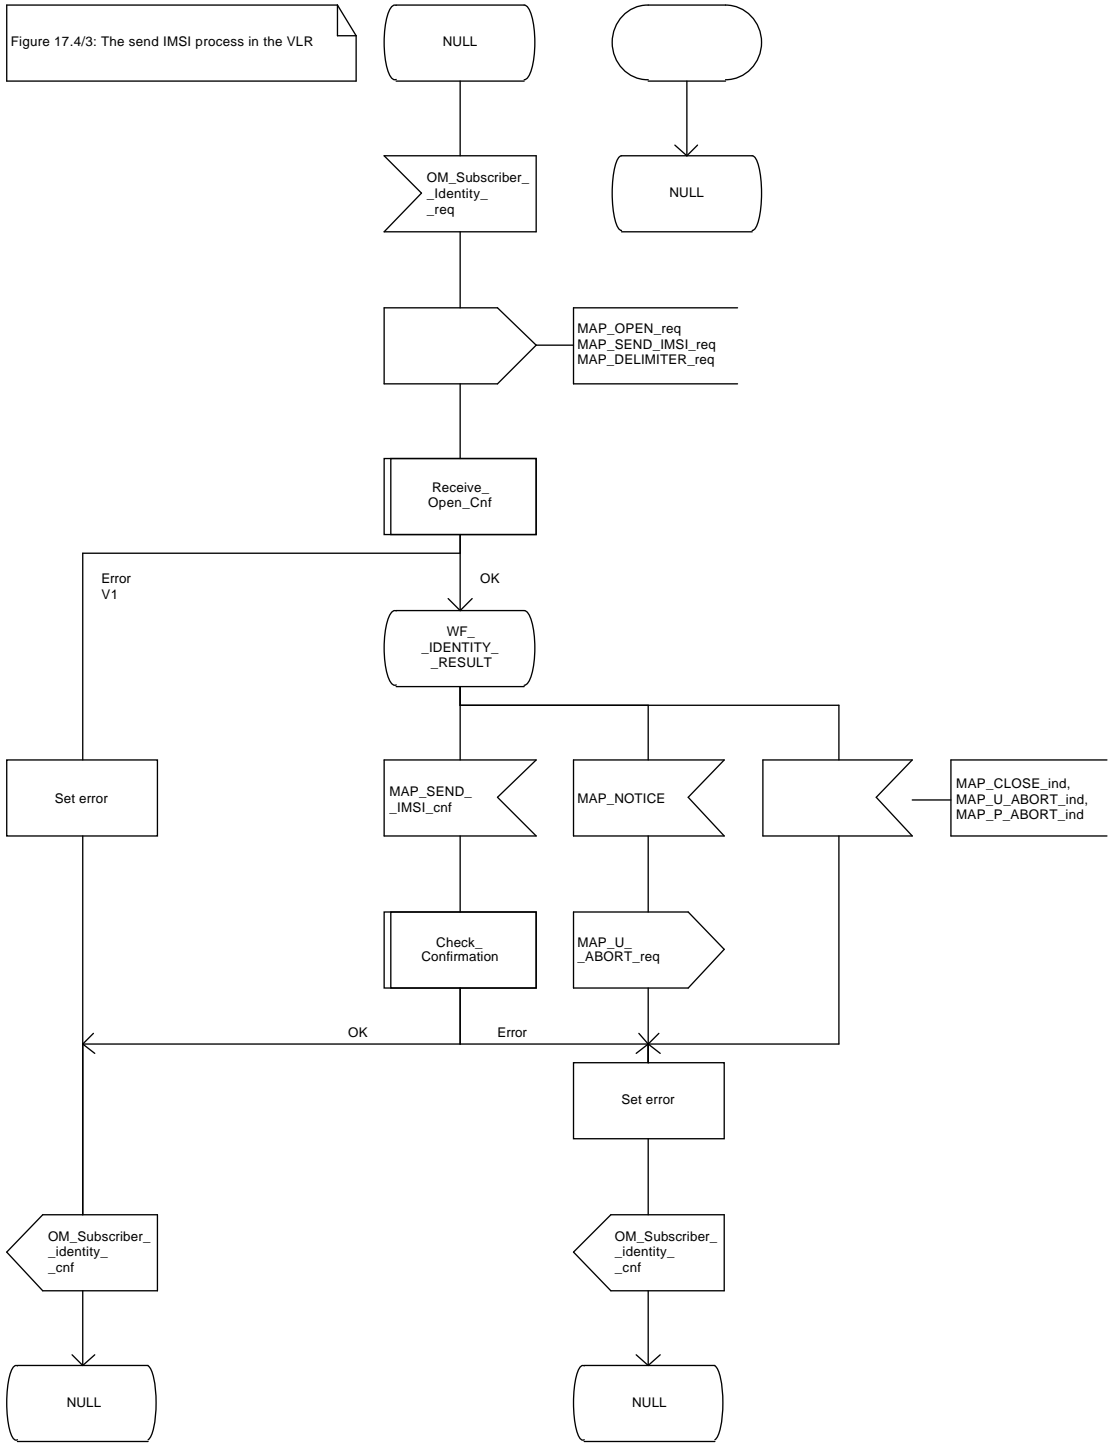 Figure 17.4/3: The send IMSI process in the VLR
NULL
OM_Subscriber_
_Identity_
_req
NULL
MAP_OPEN_req
MAP_SEND_IMSI_req
MAP_DELIMITER_req
Receive_
Open_Cnf
Error
V1
OK
WF_
_IDENTITY_
_RESULT
Set error
MAP_SEND_
_IMSI_cnf
MAP_NOTICE
MAP_CLOSE_ind,
MAP_U_ABORT_ind,
MAP_P_ABORT_ind
Check_
Confirmation
MAP_U_
_ABORT_req
OK
Error
Set error
OM_Subscriber_
_identity_
_cnf
OM_Subscriber_
_identity_
_cnf
NULL
NULL